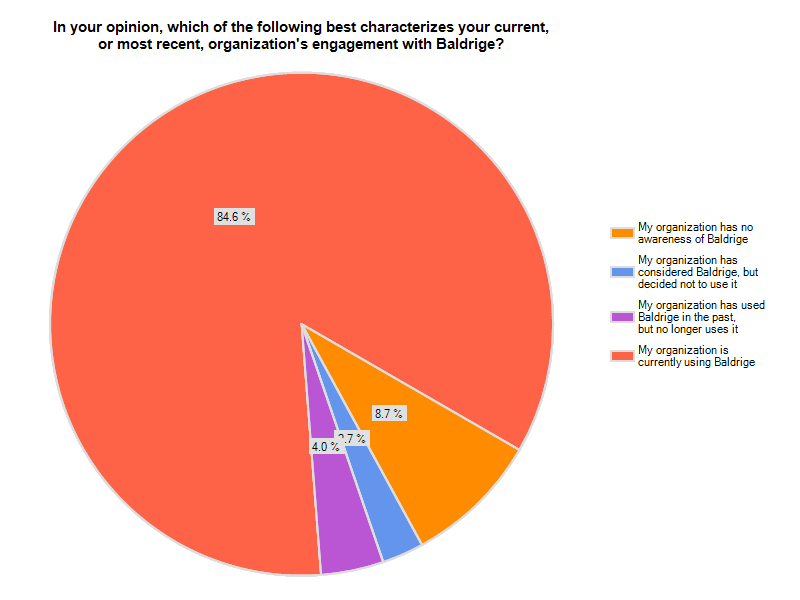 In your opinion, which of the following best characterizes your current,
or most recent, organization's engagement with Baldrige?
84.6 %
8.7 %
.7 %
4.0 %
My organization has no
awareness of Baldrige
My organization has
considered Baldrige, but
decided not to use it
My organization has used
Baldrige in the past,
but no longer uses it
My organization is
currently using Baldrige